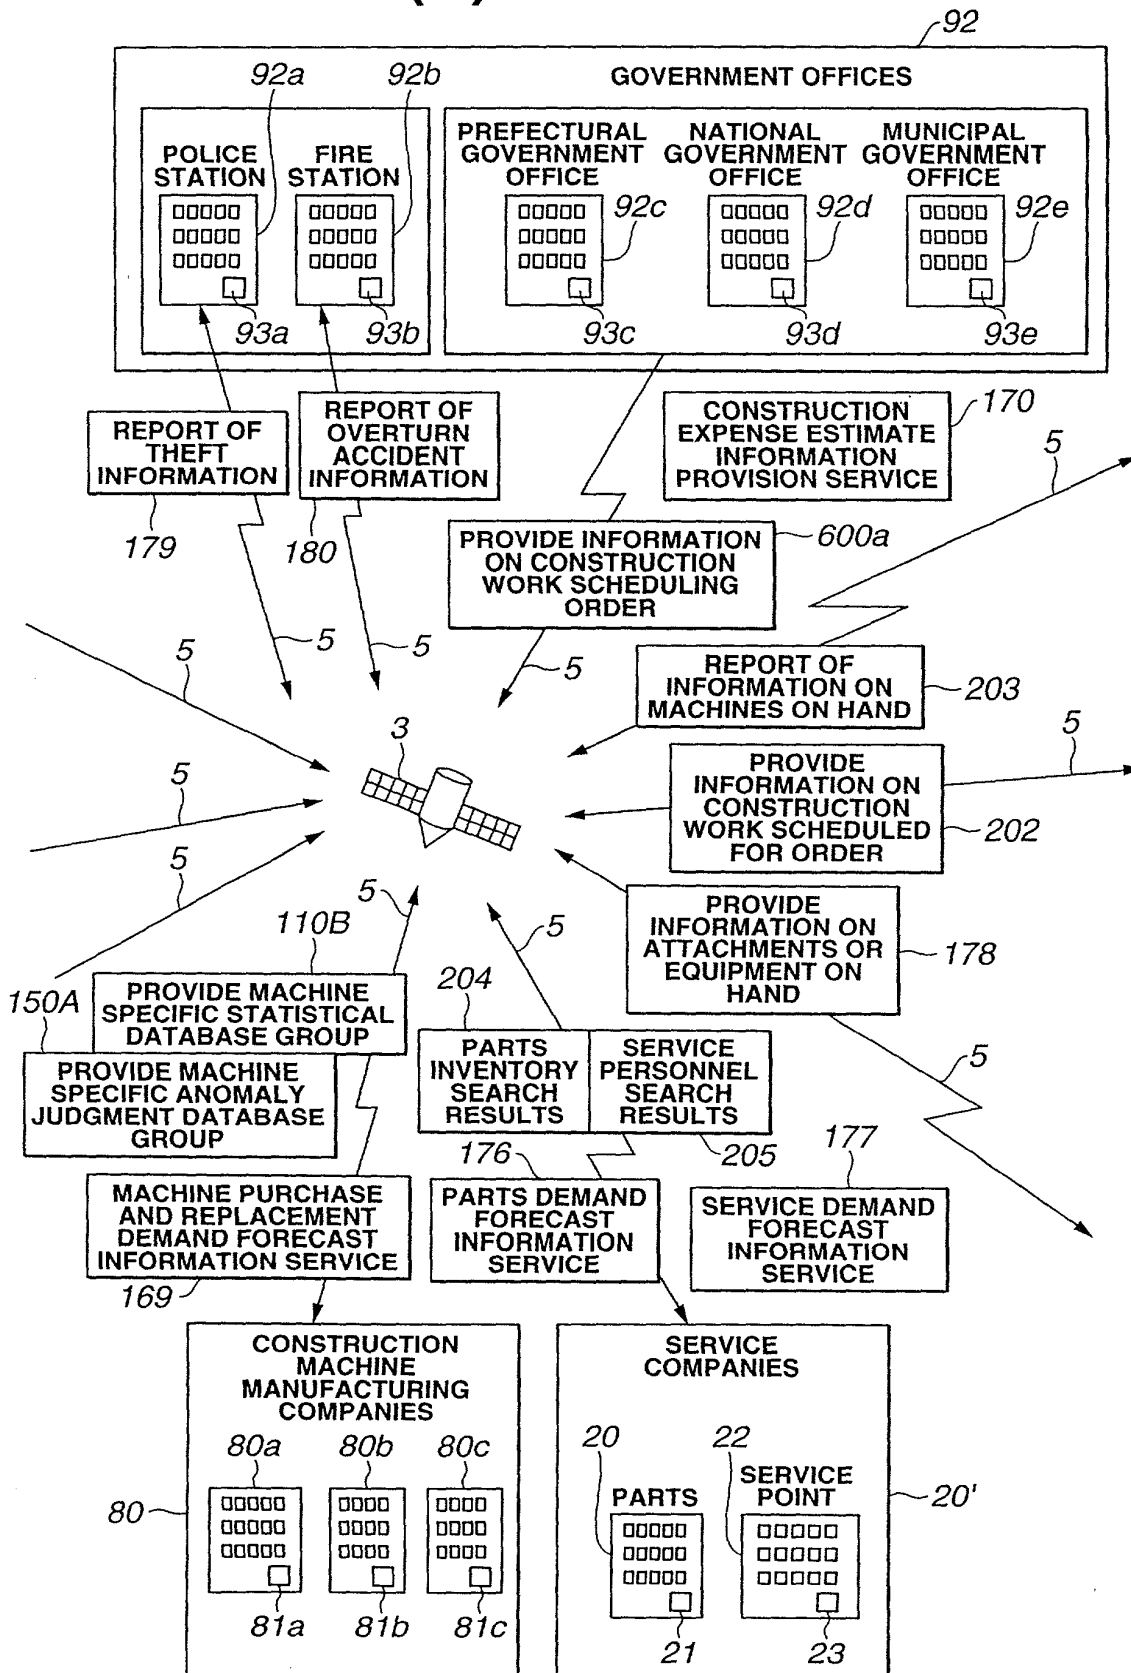 92
GOVERNMENT OFFICES
92a
92b
POLICE
STATION
FIRE
STATION
PREFECTURAL
GOVERNMENT
OFFICE
NATIONAL
GOVERNMENT
OFFICE
MUNICIPAL
GOVERNMENT
OFFICE
92c
92d
92e
93a
93b
93c
93d
93e
REPORT OF
THEFT
INFORMATION
179
REPORT OF
OVERTURN
ACCIDENT
INFORMATION
180
CONSTRUCTION
EXPENSE ESTIMATE
INFORMATION
PROVISION SERVICE
170
5
PROVIDE INFORMATION
ON CONSTRUCTION
WORK SCHEDULING
ORDER
600a
5
5
5
5
REPORT OF
INFORMATION ON
MACHINES ON HAND
203
3
5
PROVIDE
INFORMATION ON
CONSTRUCTION
WORK SCHEDULED
FOR ORDER
202
5
5
5
5
PROVIDE
INFORMATION ON
ATTACHMENTS OR
EQUIPMENT ON
HAND
178
5
110B
PROVIDE MACHINE
SPECIFIC STATISTICAL
DATABASE GROUP
150A
PROVIDE MACHINE
SPECIFIC ANOMALY
JUDGMENT DATABASE
GROUP
204
PARTS
INVENTORY
SEARCH
RESULTS
SERVICE
PERSONNEL
SEARCH
RESULTS
205
MACHINE PURCHASE
AND REPLACEMENT
DEMAND FORECAST
INFORMATION SERVICE
169
176
PARTS DEMAND
FORECAST
INFORMATION
SERVICE
177
SERVICE DEMAND
FORECAST
INFORMATION
SERVICE
CONSTRUCTION
MACHINE
MANUFACTURING
COMPANIES
80a
80b
80c
80
81a
81b
81c
SERVICE
COMPANIES
20
22
PARTS
SERVICE
POINT
20'
21
23